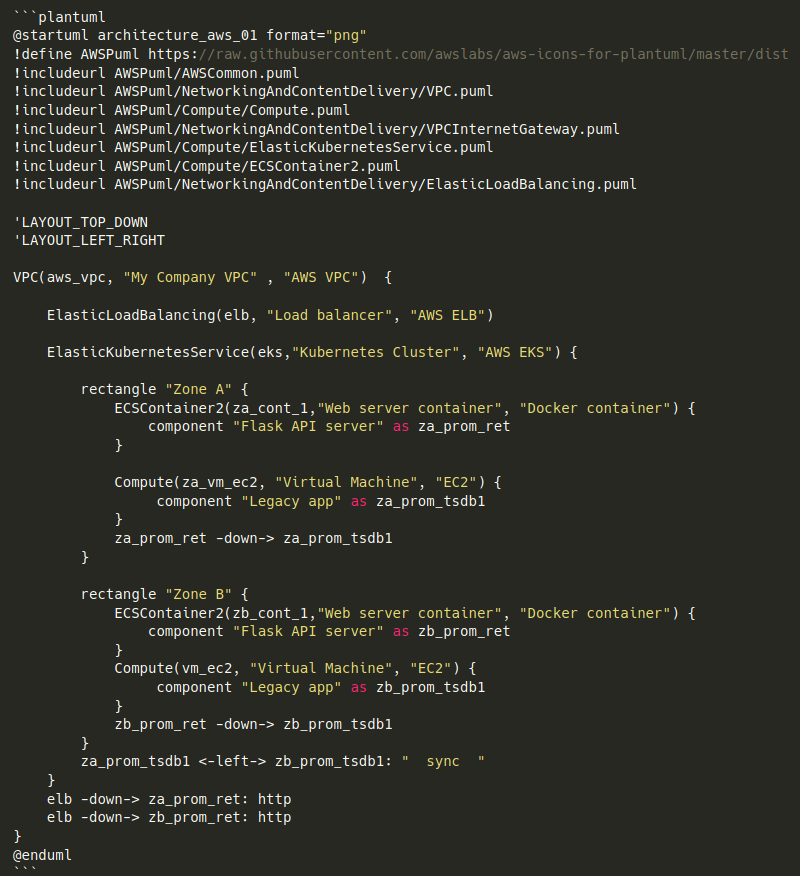 ```plantuml
@startuml architecture_aws_01 format="png"
!define AWSPuml https://raw.githubusercontent.com/awslabs/aws-icons-for-plantuml/master/dist
!includeurl AWSPuml/AWSCommon.puml
!includeurl AWSPuml/NetworkingAndContentDelivery/VPC.puml
!includeurl AWSPuml/Compute/Compute.puml
!includeurl AWSPuml/NetworkingAndContentDelivery/VPCInternetGateway.puml
!includeurl AWSPuml/Compute/ElasticKubernetesService.puml
!includeurl AWSPuml/Compute/ECSContainer2.puml
!includeurl AWSPuml/NetworkingAndContentDelivery/ElasticLoadBalancing.puml

'LAYOUT_TOP_DOWN
'LAYOUT_LEFT_RIGHT

VPC(aws_vpc, "My Company VPC" , "AWS VPC")  {

    ElasticLoadBalancing(elb, "Load balancer", "AWS ELB")

    ElasticKubernetesService(eks,"Kubernetes Cluster", "AWS EKS") {

        rectangle "Zone A" {
            ECSContainer2(za_cont_1,"Web server container", "Docker container") {
                component "Flask API server" as za_prom_ret
            }

            Compute(za_vm_ec2, "Virtual Machine", "EC2") {
                 component "Legacy app" as za_prom_tsdb1
            }
            za_prom_ret -down-> za_prom_tsdb1
        }

        rectangle "Zone B" {
            ECSContainer2(zb_cont_1,"Web server container", "Docker container") {
                component "Flask API server" as zb_prom_ret
            }
            Compute(vm_ec2, "Virtual Machine", "EC2") {
                 component "Legacy app" as zb_prom_tsdb1
            }
            zb_prom_ret -down-> zb_prom_tsdb1
        }
        za_prom_tsdb1 <-left-> zb_prom_tsdb1: "  sync  "
    }
    elb -down-> za_prom_ret: http
    elb -down-> zb_prom_ret: http
}
@enduml
```